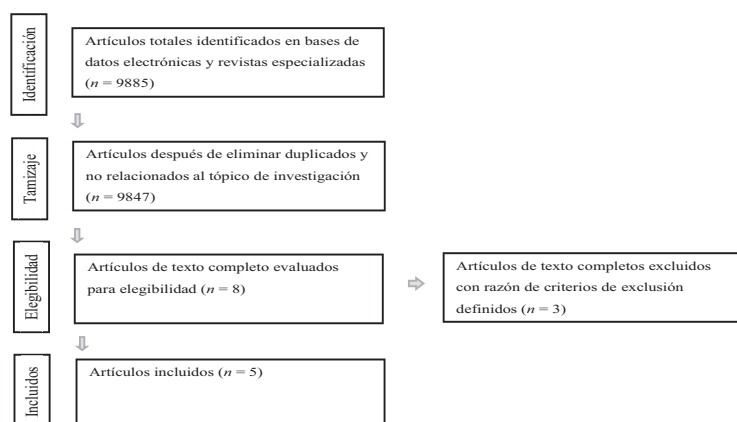 Identificación
Artículos totales identificados en bases de
datos electrónicas y revistas especializadas
(n = 9885)
Tamizaje
Artículos después de eliminar duplicados y
no relacionados al tópico de investigación
(n = 9847)
Elegibilidad
Artículos de texto completo evaluados
para elegibilidad (n = 8)
Artículos de texto completos excluidos
con razón de criterios de exclusión
definidos (n = 3)
Incluidos
Artículos incluidos (n = 5)